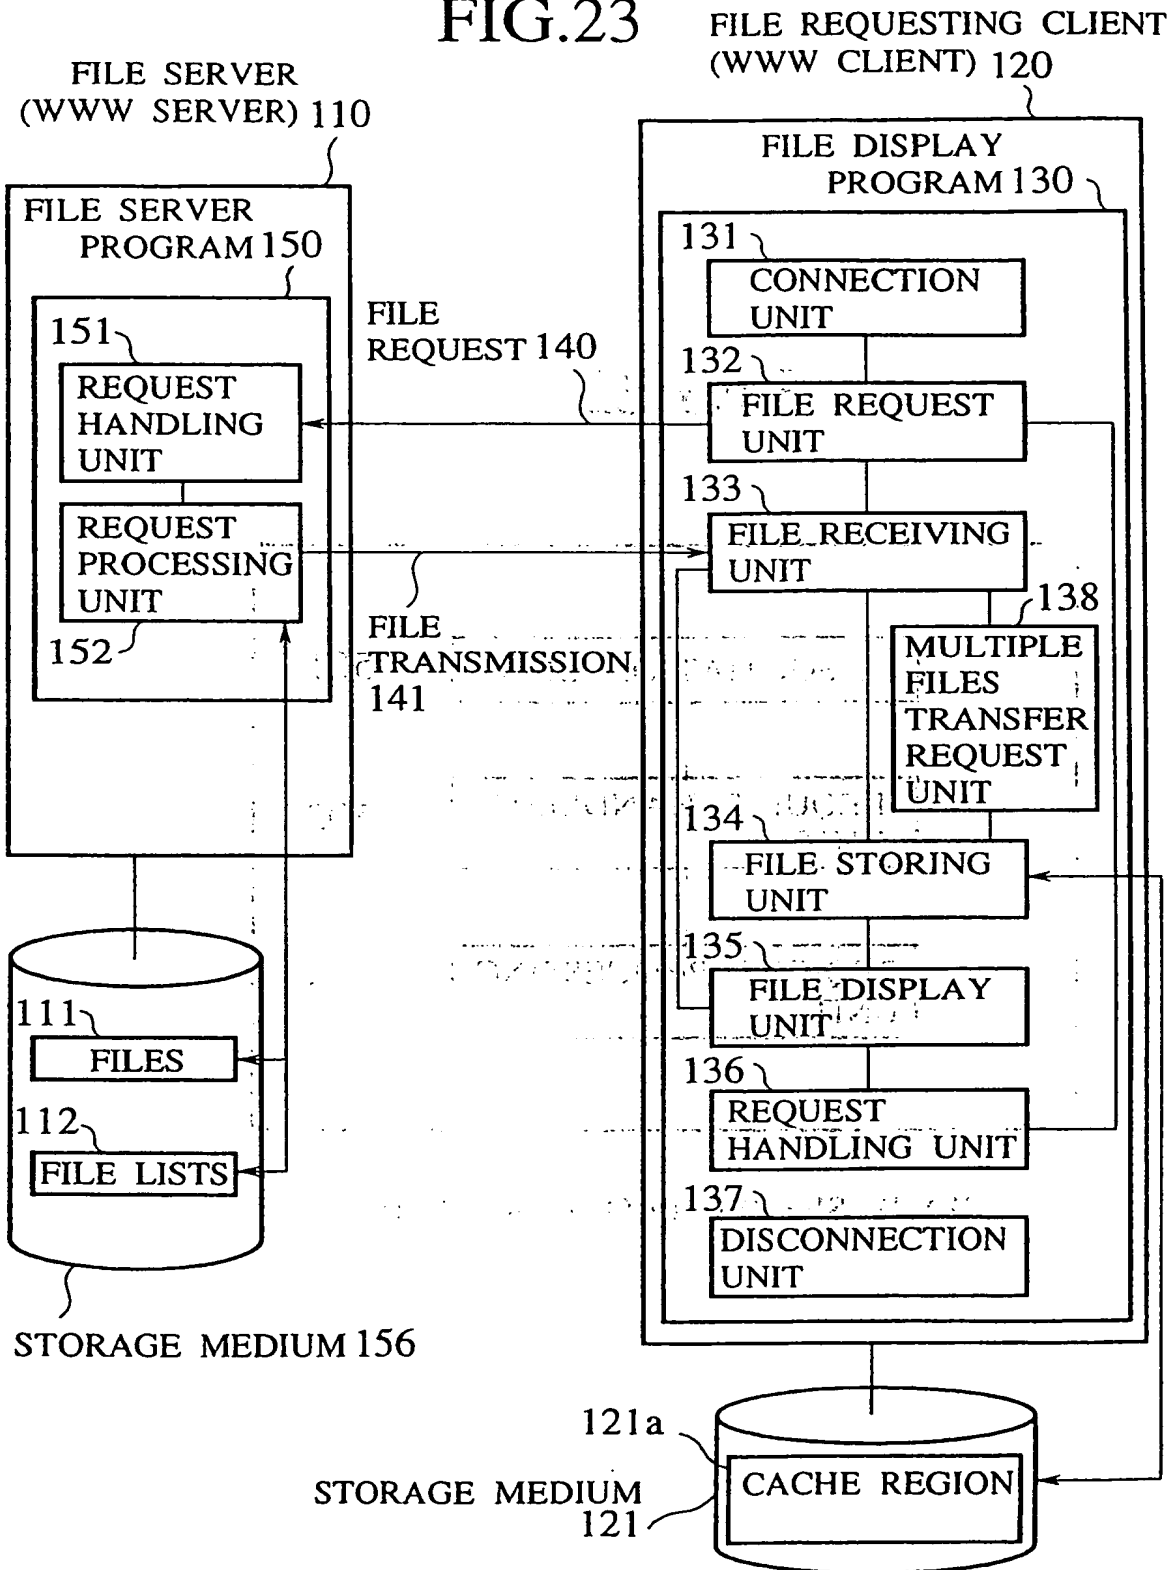 FIG.23
FILE SERVER
(WWW SERVER) 110
FILE SERVER
PROGRAM 150
151
REQUEST
HANDLING
UNIT
REQUEST
PROCESSING
UNIT
152
FILE
REQUEST 140
FILE
TRANSMISSION
141
111
FILES
112
FILE LISTS
STORAGE MEDIUM 156
FILE REQUESTING CLIENT
(WWW CLIENT) 120
FILE DISPLAY
PROGRAM 130
131
CONNECTION
UNIT
132
FILE REQUEST
UNIT
133
FILE RECEIVING
UNIT
138
MULTIPLE
FILES
TRANSFER
REQUEST
UNIT
134
FILE STORING
UNIT
135
FILE DISPLAY
UNIT
136
REQUEST
HANDLING UNIT
137
DISCONNECTION
UNIT
121a
CACHE REGION
STORAGE MEDIUM
121